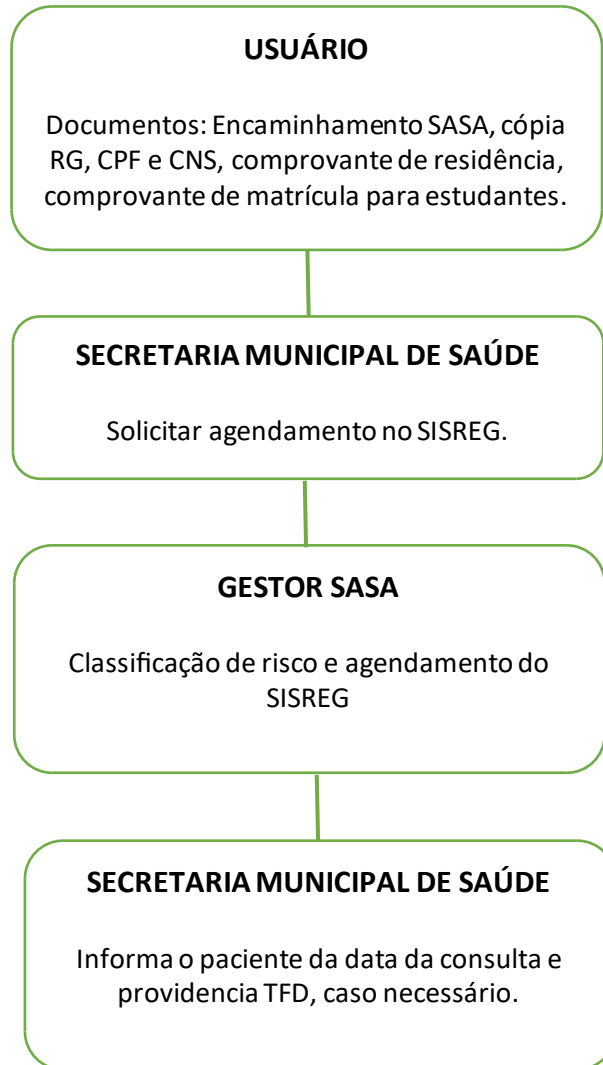 USUÁRIO
Documentos: Encaminhamento SASA, cópia
RG, CPF e CNS, comprovante de residência,
comprovante de matrícula para estudantes.
SECRETARIA MUNICIPAL DE SAÚDE
Solicitar agendamento no SISREG.
GESTOR SASA
Classificação de risco e agendamento do
SISREG
SECRETARIA MUNICIPAL DE SAÚDE
Informa o paciente da data da consulta e
providencia TFD, caso necessário.